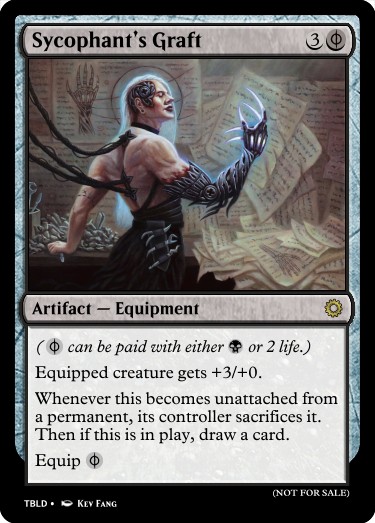 Sycophant's Graft 3
Artifact — Equipment
( can be paid with either or 2 life.)
Equipped creature gets +3/+0.
Whenever this becomes unattached from
a permanent, its controller sacrifices it.
Then if this is in play, draw a card.
Equip
(NOT FOR SALE)
TBLD • Kev Fang